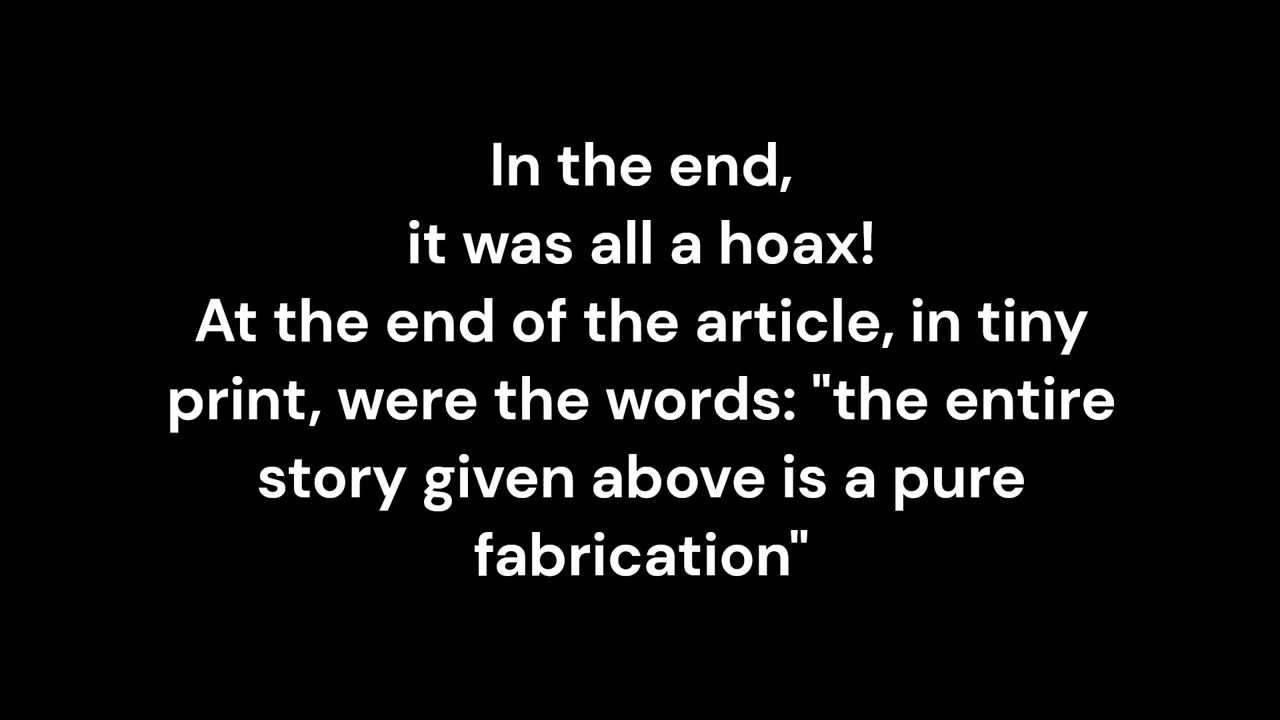 In the end,
it was all a hoax!
At the end of the article, in tiny
print, were the words: "the entire
story given above is a pure
fabrication"